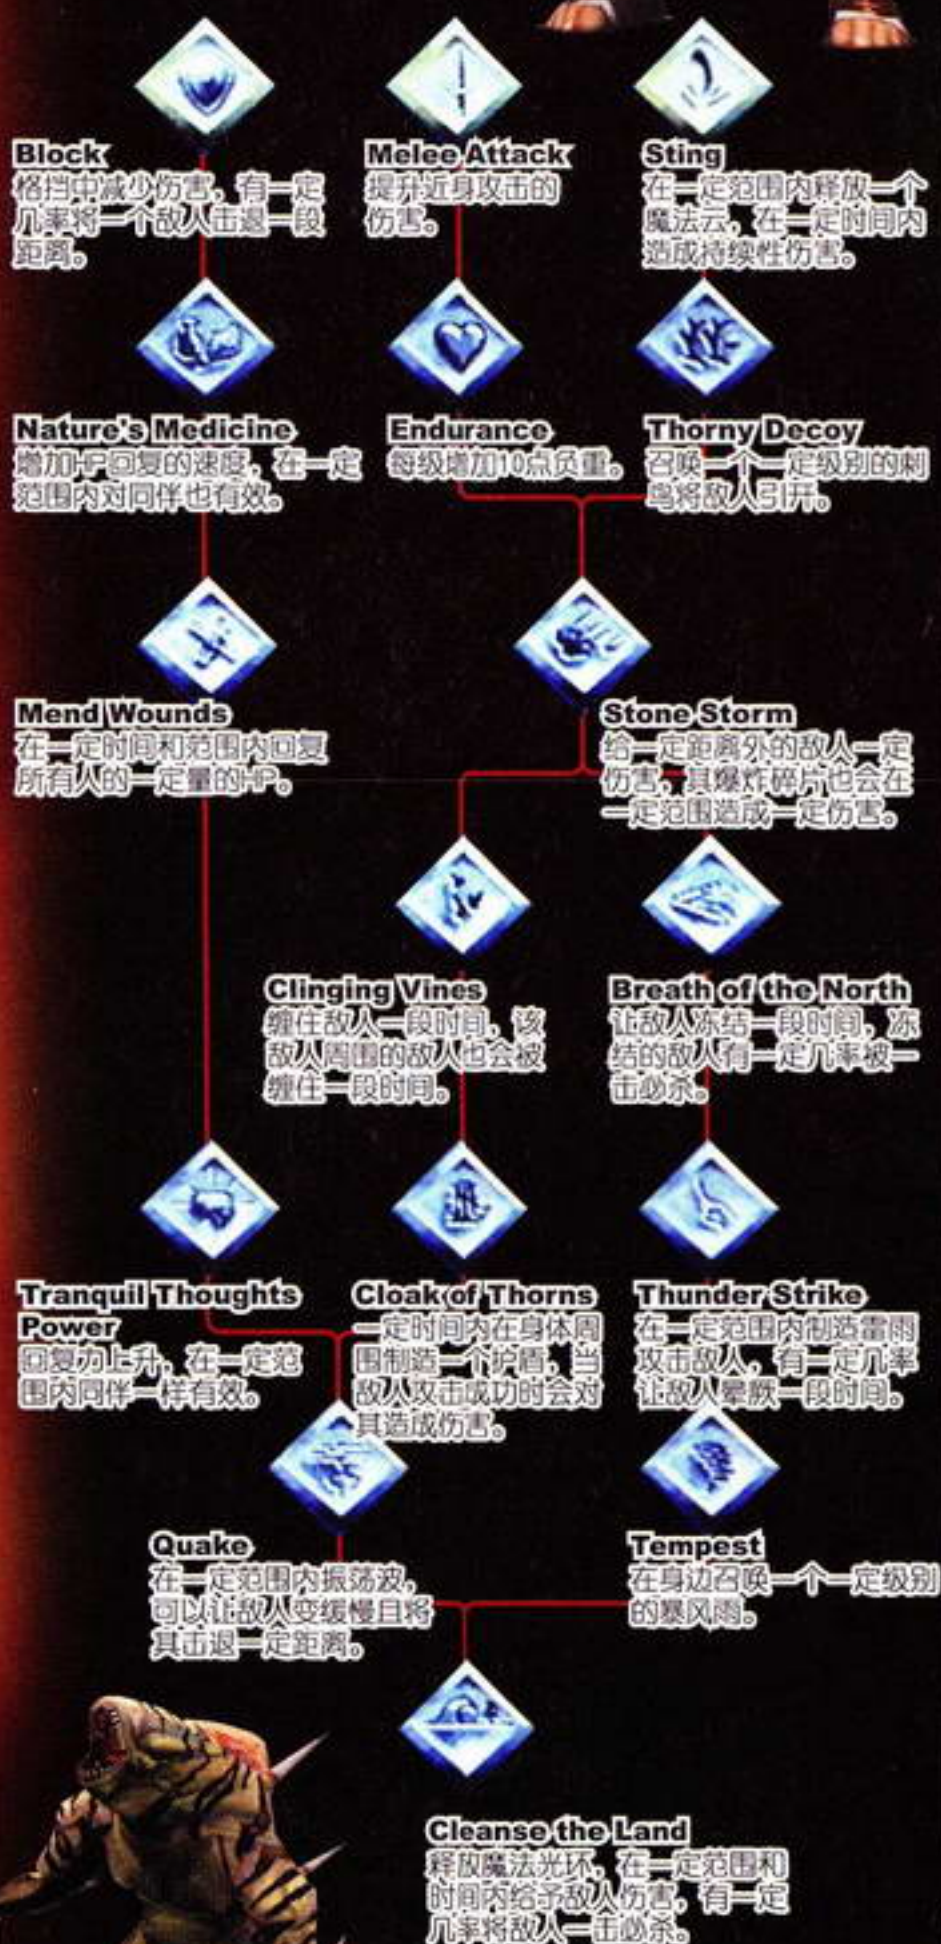 Block
格挡中减少伤害，有一定
几率将一个敌人击退一段
距离。
Melee Attack
提升近身攻击的
伤害。
Sting
在一定范围内释放一个
魔法云，在一定时间内
造成持续性伤害。
Nature's Medicine
增加HP回复的速度，在一定
范围内对同伴也有效。
Endurance
每级增加10点负重。
Thorny Decoy
召唤一个一定级别的刺
鸟将敌人引开。
Mend Wounds
在一定时间和范围内回复
所有人的一定量的HP。
Stone Storm
给一定距离外的敌人一定
伤害，其爆炸碎片也会在
一定范围造成一定伤害。
Clinging Vines
缠住敌人一段时间，该
敌人周围的敌人也会被
缠住一段时间。
Breath of the North
让敌人冻结一段时间，冻
结的敌人有一定几率被一
击必杀。
Tranquil Thoughts
Power
回复力上升，在一定范
围内同伴一样有效。
Cloak of Thorns
一定时间内在身体周
围制造一个护盾，当
敌人攻击成功时会对
其造成伤害。
Thunder Strike
在一定范围内制造雷雨
攻击敌人，有一定几率
让敌人晕厥一段时间。
Quake
在一定范围内振荡波，
可以让敌人变缓慢且将
其击退一定距离。
Tempest
在身边召唤一个一定级别
的暴风雨。
Cleanse the Land
释放魔法光环，在一定范围和
时间内给予敌人伤害，有一定
几率将敌人一击必杀。